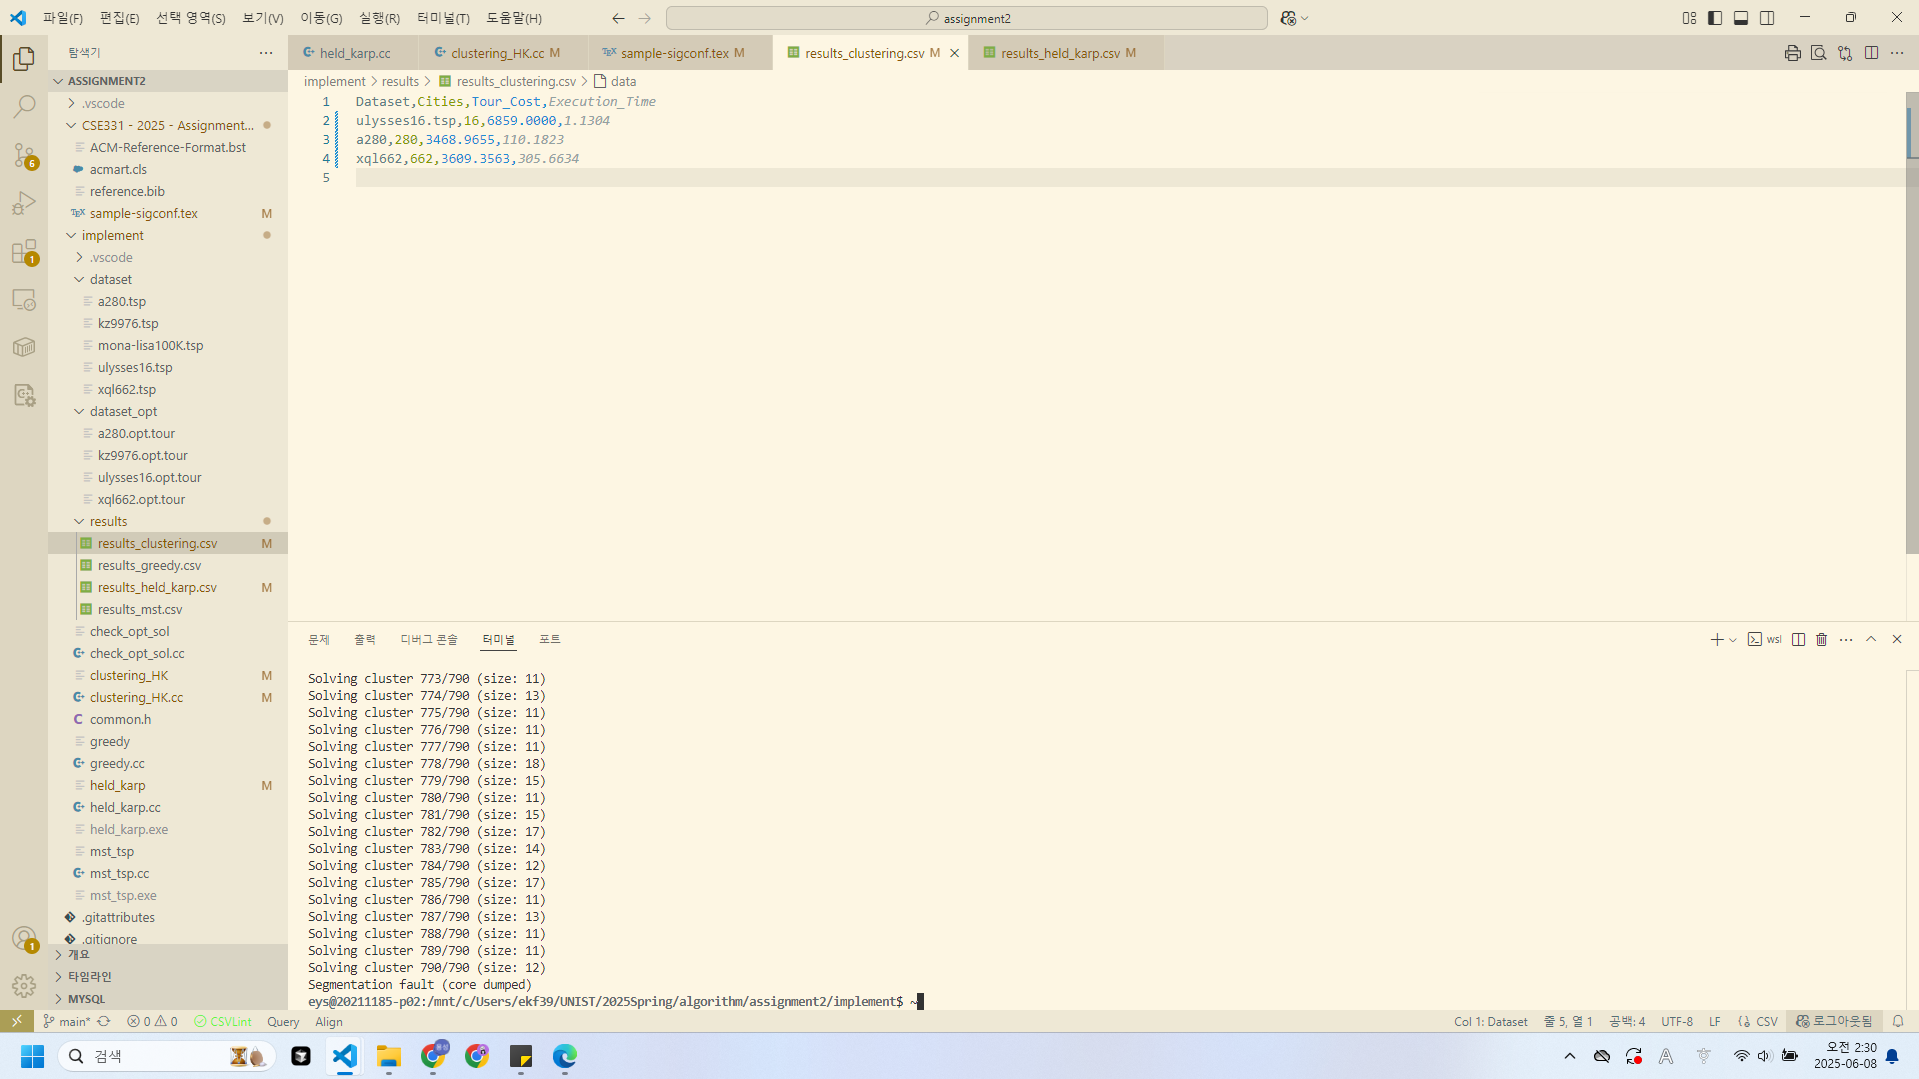 파일(F) 편집(E) 선택 영역(S) 보기(V) 이동(G) 실행(R) 터미널(T) 도움말(H)
assignment2
탐색기
held_karp.cc
clustering_HK.cc M
sample-sigconf.tex M
results_clustering.csv M
results_held_karp.csv M
implement > results > results_clustering.csv > data
ASSIGNMENT2
.vscode
CSE331 - 2025 - Assignment...
ACM-Reference-Format.bst
acmart.cls
reference.bib
sample-sigconf.tex M
implement
.vscode
dataset
a280.tsp
kz9976.tsp
mona-lisa100K.tsp
ulysses16.tsp
xql662.tsp
dataset_opt
a280.opt.tour
kz9976.opt.tour
ulysses16.opt.tour
xql662.opt.tour
results
results_clustering.csv M
results_greedy.csv
results_held_karp.csv M
results_mst.csv
check_opt_sol
check_opt_sol.cc
clustering_HK M
clustering_HK.cc M
common.h
greedy
greedy.cc
held_karp M
held_karp.cc
held_karp.exe
mst_tsp
mst_tsp.cc
mst_tsp.exe
.gitattributes
.gitignore
개요
타임라인
MYSQL
6
1
1
1 Dataset,Cities,Tour_Cost,Execution_Time
2 ulysses16.tsp,16,6859.0000,1.1304
3 a280,280,3468.9655,110.1823
4 xql662,662,3609.3563,305.6634
5
문제 출력 디버그 콘솔 터미널 포트
wsl
Solving cluster 773/790 (size: 11)
Solving cluster 774/790 (size: 13)
Solving cluster 775/790 (size: 11)
Solving cluster 776/790 (size: 11)
Solving cluster 777/790 (size: 11)
Solving cluster 778/790 (size: 18)
Solving cluster 779/790 (size: 15)
Solving cluster 780/790 (size: 11)
Solving cluster 781/790 (size: 15)
Solving cluster 782/790 (size: 17)
Solving cluster 783/790 (size: 14)
Solving cluster 784/790 (size: 12)
Solving cluster 785/790 (size: 17)
Solving cluster 786/790 (size: 11)
Solving cluster 787/790 (size: 13)
Solving cluster 788/790 (size: 11)
Solving cluster 789/790 (size: 11)
Solving cluster 790/790 (size: 12)
Segmentation fault (core dumped)
eys@20211185-p02:/mnt/c/Users/ekf39/UNIST/2025Spring/algorithm/assignment2/implement$ ~
main* 0 0 CSVLint Query Align
Col 1: Dataset 줄 5, 열 1 공백: 4 UTF-8 LF CSV 로그아웃됨
검색
오전 2:30
2025-06-08